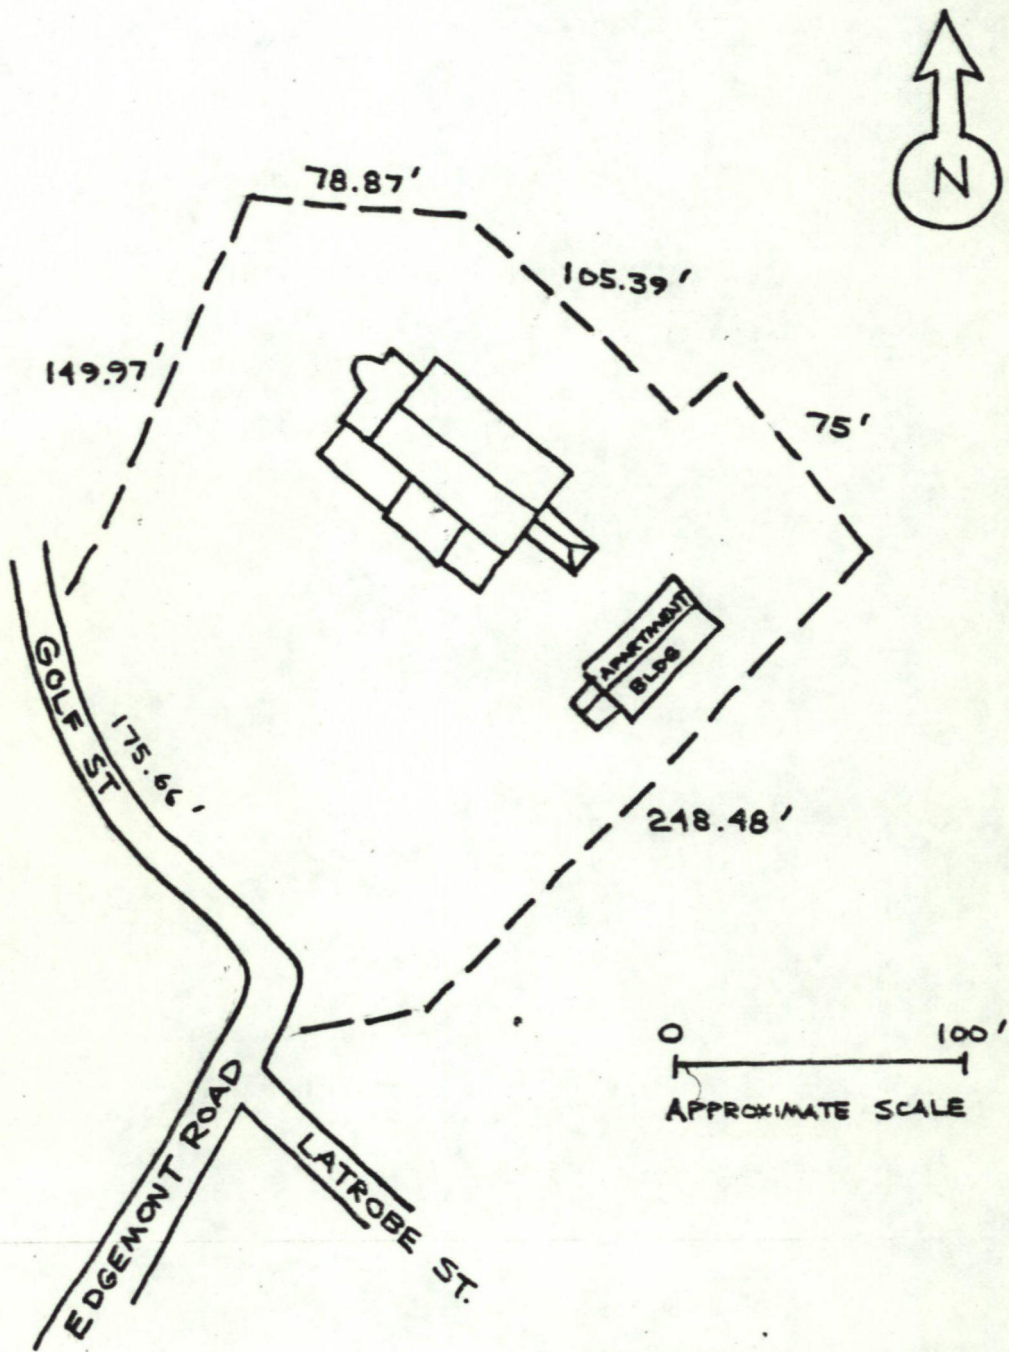 N
78.87'
105.39'
149.97'
75'
APARTMENT
BLDG
GOLF ST
175.66'
248.48'
0 100'
APPROXIMATE SCALE
EDGEMONT ROAD
LATROBE ST.